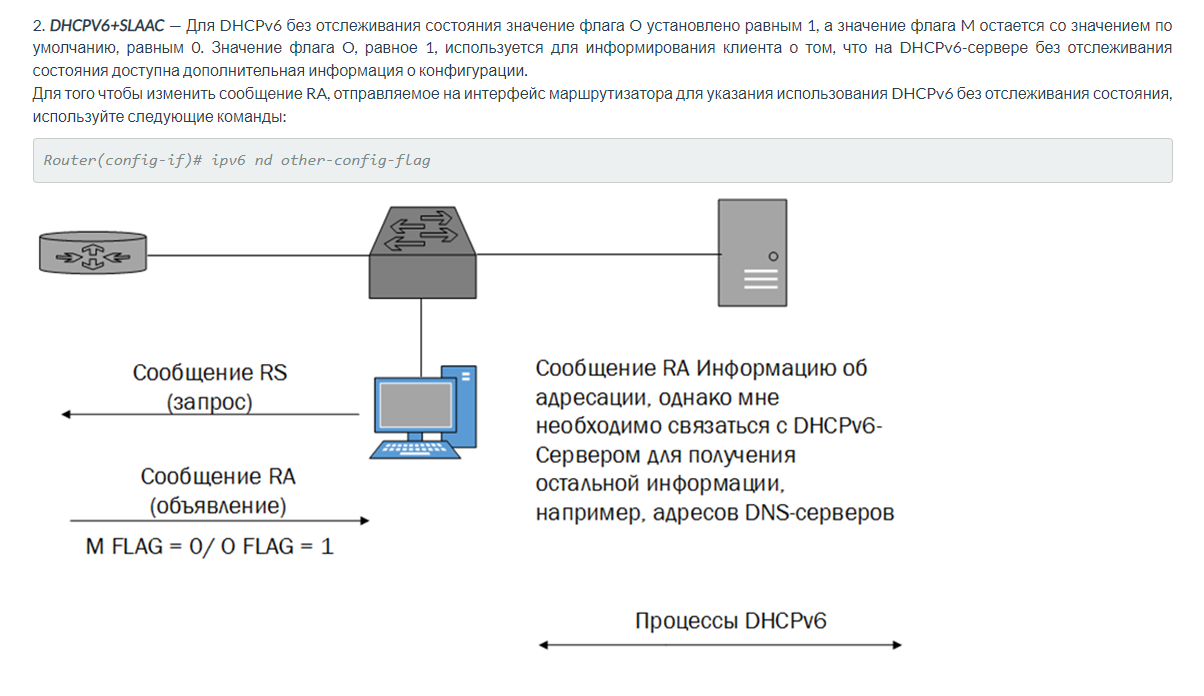 2. DHCPV6+SLAAC — Для DHCPv6 без отслеживания состояния значение флага O установлено равным 1, а значение флага M остается со значением по
умолчанию, равным 0. Значение флага O, равное 1, используется для информирования клиента о том, что на DHCPv6-сервере без отслеживания
состояния доступна дополнительная информация о конфигурации.
Для того чтобы изменить сообщение RA, отправляемое на интерфейс маршрутизатора для указания использования DHCPv6 без отслеживания состояния,
используйте следующие команды:
Router(config-if)# ipv6 nd other-config-flag
Сообщение RS
(запрос)
Сообщение RA
(объявление)
M FLAG = 0/ O FLAG = 1
Сообщение RA Информацию об
адресации, однако мне
необходимо связаться с DHCPv6-
Сервером для получения
остальной информации,
например, адресов DNS-серверов
Процессы DHCPv6